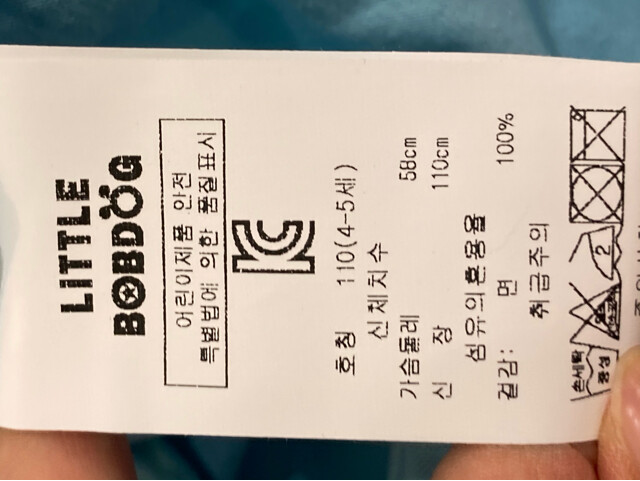 LiTTLE
BOBDOG
어린이제품 안전
특별법에 의한 품질표시
KC
호칭 110(4-5세)
신체치수
가슴둘레 58cm
신 장 110cm
섬유의혼용율
겉감: 면 100%
취급주의
손세탁
중성
2